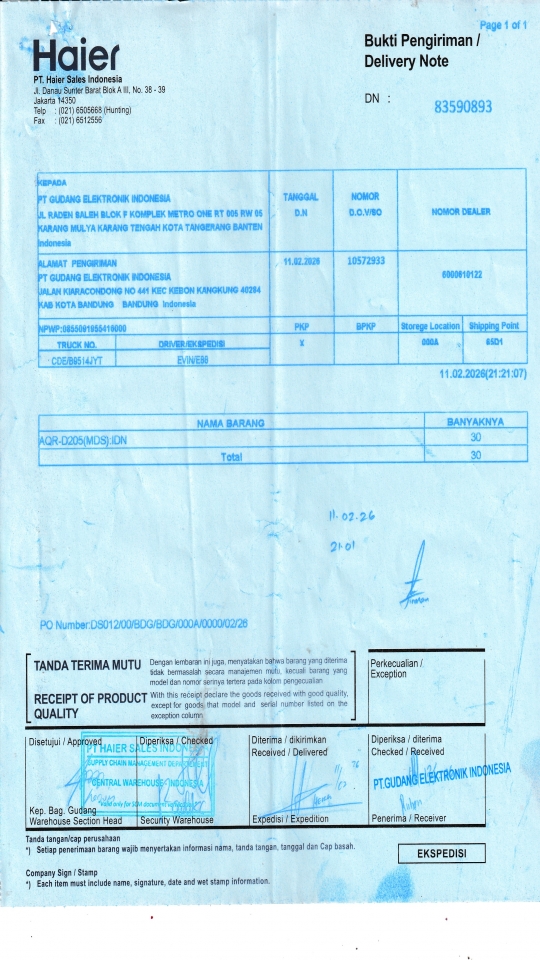 Page 1 of 1
Haier
Bukti Pengiriman /
Delivery Note
PT. Haier Sales Indonesia
Jl. Danau Sunter Barat Blok A III, No. 38 - 39
Jakarta 14350
Telp : (021) 6505668 (Hunting)
Fax : (021) 6512556
DN : 83590893
KEPADA
PT GUDANG ELEKTRONIK INDONESIA
JL RADEN SALEH BLOK F KOMPLEK METRO ONE RT 005 RW 05
KARANG MULYA KARANG TENGAH KOTA TANGERANG BANTEN
Indonesia
TANGGAL D.N
NOMOR D.O.V/SO
NOMOR DEALER
ALAMAT PENGIRIMAN
PT GUDANG ELEKTRONIK INDONESIA
JALAN KIARACONDONG NO 441 KEC KEBON KANGKUNG 40284
KAB KOTA BANDUNG BANDUNG Indonesia
11.02.2026
10572933
6000610122
NPWP:
PKP
BPKP
Storege Location
Shipping Point
TRUCK NO.
DRIVER/EKSPEDISI
X
000A
85D1
CDE/B9514JYT
EVIN/E98
11.02.2026(21:21:07)
NAMA BARANG BANYAKNYA
AQR-D205(MDS):IDN 30
Total 30
11-02-26
21.01
PO Number:DS012/00/BDG/BDG/000A/0000/02/26
TANDA TERIMA MUTU
Dengan lembaran ini juga, menyatakan bahwa barang yang diterima
tidak bermasalah secara manajemen mutu, kecuali barang yang
model dan nomor serinya tertera pada kolom pengecualian
RECEIPT OF PRODUCT
QUALITY
With this receipt declare the goods received with good quality,
except for goods that model and serial number listed on the
exception column
Perkecualian /
Exception
Disetujui / Approved
Diperiksa / Checked
Diterima / dikirimkan
Received / Delivered
Diperiksa / diterima
Checked / Received
PT HAIER SALES INDONESIA
SUPPLY CHAIN MANAGEMENT DEPARTMENT
CENTRAL WAREHOUSE - INDONESIA
PT.GUDANG ELEKTRONIK INDONESIA
Kep. Bag. Gudang
Warehouse Section Head
Security Warehouse
Expedisi / Expedition
Penerima / Receiver
Tanda tangan/cap perusahaan
*) Setiap penerimaan barang wajib menyertakan informasi nama, tanda tangan, tanggal dan Cap basah.
EKSPEDISI
Company Sign / Stamp
*) Each item must include name, signature, date and wet stamp information.